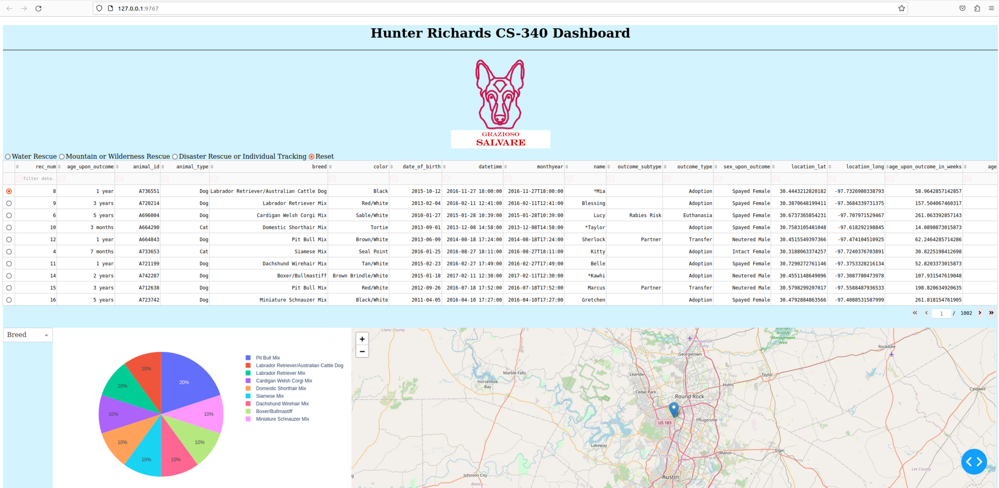 127.0.0.1:9767
Hunter Richards CS-340 Dashboard
GRAZIOSO
SALVARE
Water Rescue Mountain or Wilderness Rescue Disaster Rescue or Individual Tracking Reset
rec_num age_upon_outcome animal_id animal_type breed color date_of_birth datetime monthyear name outcome_subtype outcome_type sex_upon_outcome location_lat location_long age_upon_outcome_in_weeks age
filter data..
8 1 year A736551 Dog Labrador Retriever/Australian Cattle Dog Black 2015-10-12 2016-11-27 18:00:00 2016-11-27T18:00:00 *Mia Adoption Spayed Female 30.4443212820182 -97.7326980338793 58.9642857142857
9 3 years A720214 Dog Labrador Retriever Mix Red/White 2013-02-04 2016-02-11 12:41:00 2016-02-11T12:41:00 Blessing Adoption Spayed Female 30.3870648199411 -97.3684339731375 157.504067460317
6 5 years A696004 Dog Cardigan Welsh Corgi Mix Sable/White 2010-01-27 2015-01-28 10:39:00 2015-01-28T10:39:00 Lucy Rabies Risk Euthanasia Spayed Female 30.6737365854231 -97.707971529467 261.063392857143
10 3 months A664290 Cat Domestic Shorthair Mix Tortie 2013-09-01 2013-12-08 14:58:00 2013-12-08T14:58:00 *Taylor Adoption Spayed Female 30.7583105481048 -97.618292198845 14.0890873015873
12 1 year A664843 Dog Pit Bull Mix Brown/White 2013-06-09 2014-08-18 17:24:00 2014-08-18T17:24:00 Sherlock Partner Transfer Neutered Male 30.4515549397366 -97.474104510925 62.2464285714286
4 7 months A733653 Cat Siamese Mix Seal Point 2016-01-25 2016-08-27 18:11:00 2016-08-27T18:11:00 Kitty Adoption Intact Female 30.3188063374257 -97.7240376703891 30.8225198412698
11 1 year A721199 Dog Dachshund Wirehair Mix Tan/White 2015-02-23 2016-02-27 17:49:00 2016-02-27T17:49:00 Belle Adoption Spayed Female 30.7290272761146 -97.3753328216134 52.8203373015873
14 2 years A742287 Dog Boxer/Bullmastiff Brown Brindle/White 2015-01-18 2017-02-11 12:30:00 2017-02-11T12:30:00 *Kawhi Adoption Neutered Male 30.4551148649096 -97.3087780473978 107.931547619048
15 3 years A712638 Dog Pit Bull Mix Red/White 2012-09-26 2016-07-18 17:52:00 2016-07-18T17:52:00 Marcus Partner Transfer Neutered Male 30.5798299207017 -97.5588487936533 198.820634920635
16 5 years A723742 Dog Miniature Schnauzer Mix Black/White 2011-04-05 2016-04-10 17:27:00 2016-04-10T17:27:00 Gretchen Adoption Spayed Female 30.4792884863566 -97.4088531587999 261.818154761905
1 / 1002
Breed
10%
20%
10%
10%
10%
10%
10%
10%
10%
Pit Bull Mix
Labrador Retriever/Australian Cattle Dog
Labrador Retriever Mix
Cardigan Welsh Corgi Mix
Domestic Shorthair Mix
Siamese Mix
Dachshund Wirehair Mix
Boxer/Bullmastiff
Miniature Schnauzer Mix
+
−
Llano County
Granger
Wildlife
Management
Area
Williamson
County
Rockdale
Georgetown
Marble Falls
Leander
Taylor
Horseshoe
Bay
Hutto
Caldwell
Cedar Park
Round Rock
Pflugerville
Lake Travis
US 183
Lakeway
Manor
Elgin
Travis County
Lee County
Johnson City
Austin
Blanco